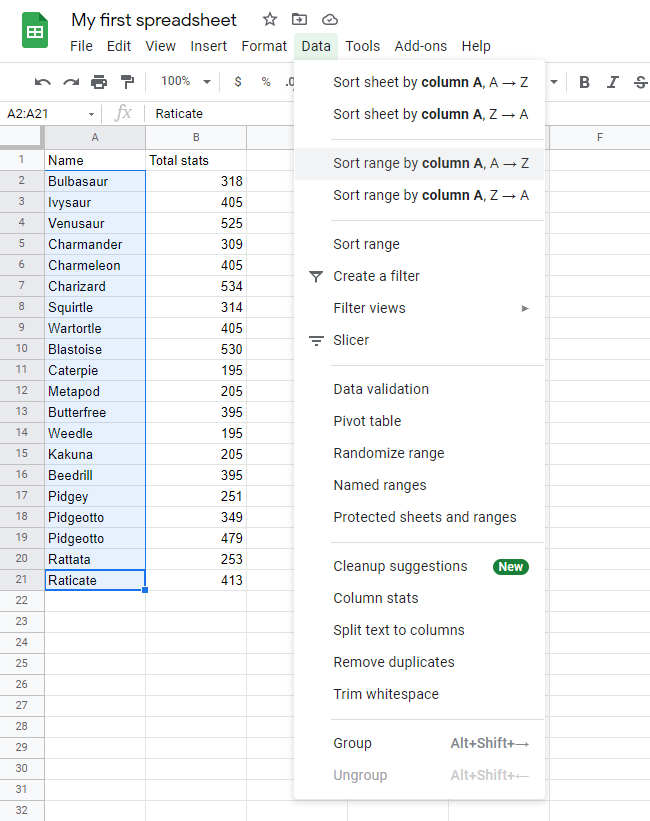 My first spreadsheet
File Edit View Insert Format Data Tools Add-ons Help
100% $ % .0 B I S
A2:A21 fx Raticate
A B F
1 Name Total stats
2 Bulbasaur 318
3 Ivysaur 405
4 Venusaur 525
5 Charmander 309
6 Charmeleon 405
7 Charizard 534
8 Squirtle 314
9 Wartortle 405
10 Blastoise 530
11 Caterpie 195
12 Metapod 205
13 Butterfree 395
14 Weedle 195
15 Kakuna 205
16 Beedrill 395
17 Pidgey 251
18 Pidgeotto 349
19 Pidgeotto 479
20 Rattata 253
21 Raticate 413
22
23
24
25
26
27
28
29
30
31
32
Sort sheet by column A, A → Z
Sort sheet by column A, Z → A
Sort range by column A, A → Z
Sort range by column A, Z → A
Sort range
Create a filter
Filter views ►
Slicer
Data validation
Pivot table
Randomize range
Named ranges
Protected sheets and ranges
Cleanup suggestions New
Column stats
Split text to columns
Remove duplicates
Trim whitespace
Group Alt+Shift+→
Ungroup Alt+Shift+←